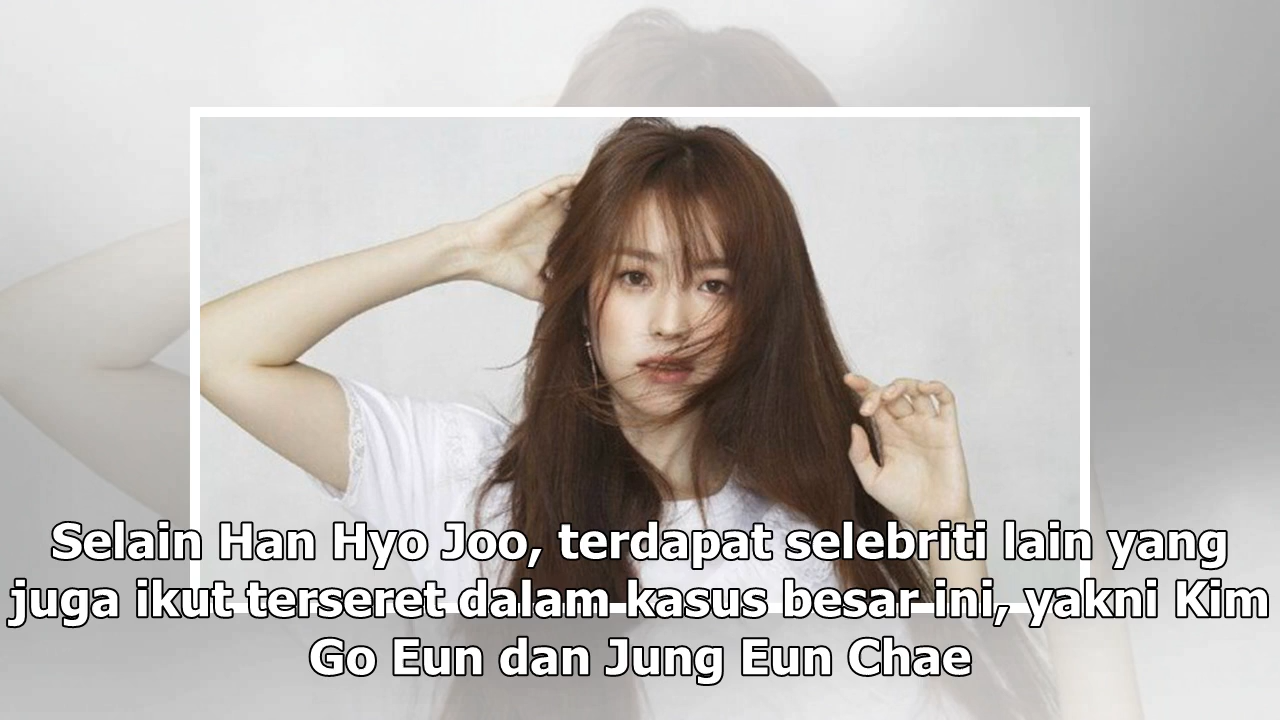 Selain Han Hyo Joo, terdapat selebriti lain yang
juga ikut terseret dalam kasus besar ini, yakni Kim
Go Eun dan Jung Eun Chae